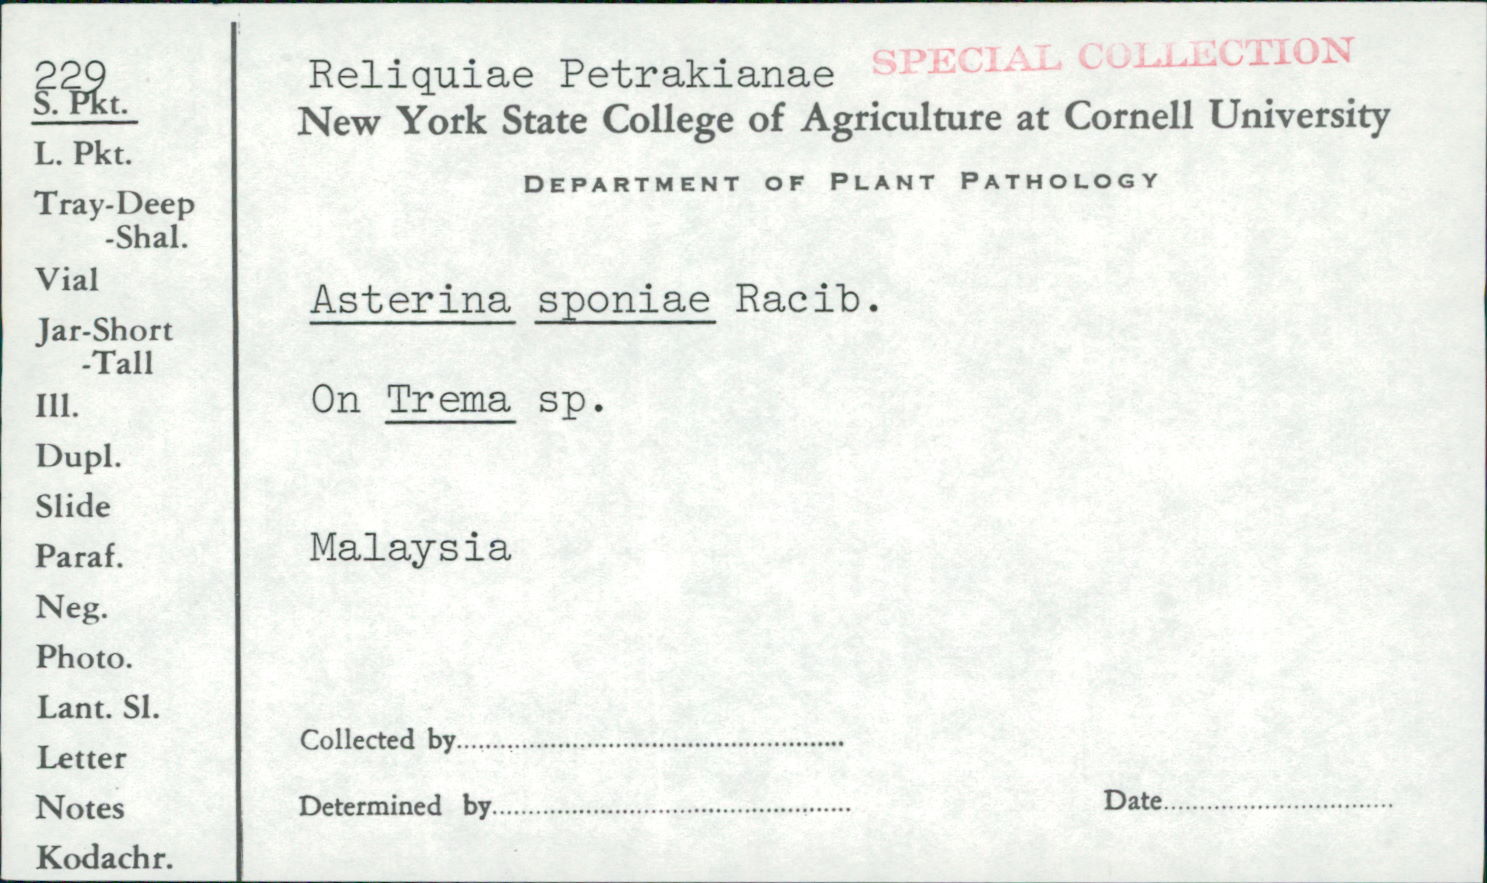 229
S. Pkt.
L. Pkt.
Tray-Deep
-Shal.
Vial
Jar-Short
-Tall
Ill.
Dupl.
Slide
Paraf.
Neg.
Photo.
Lant. Sl.
Letter
Notes
Kodachr.
Reliquiae Petrakianae SPECIAL COLLECTION
New York State College of Agriculture at Cornell University
DEPARTMENT OF PLANT PATHOLOGY
Asterina sponiae Racib.
On Trema sp.
Malaysia
Collected by
Determined by
Date